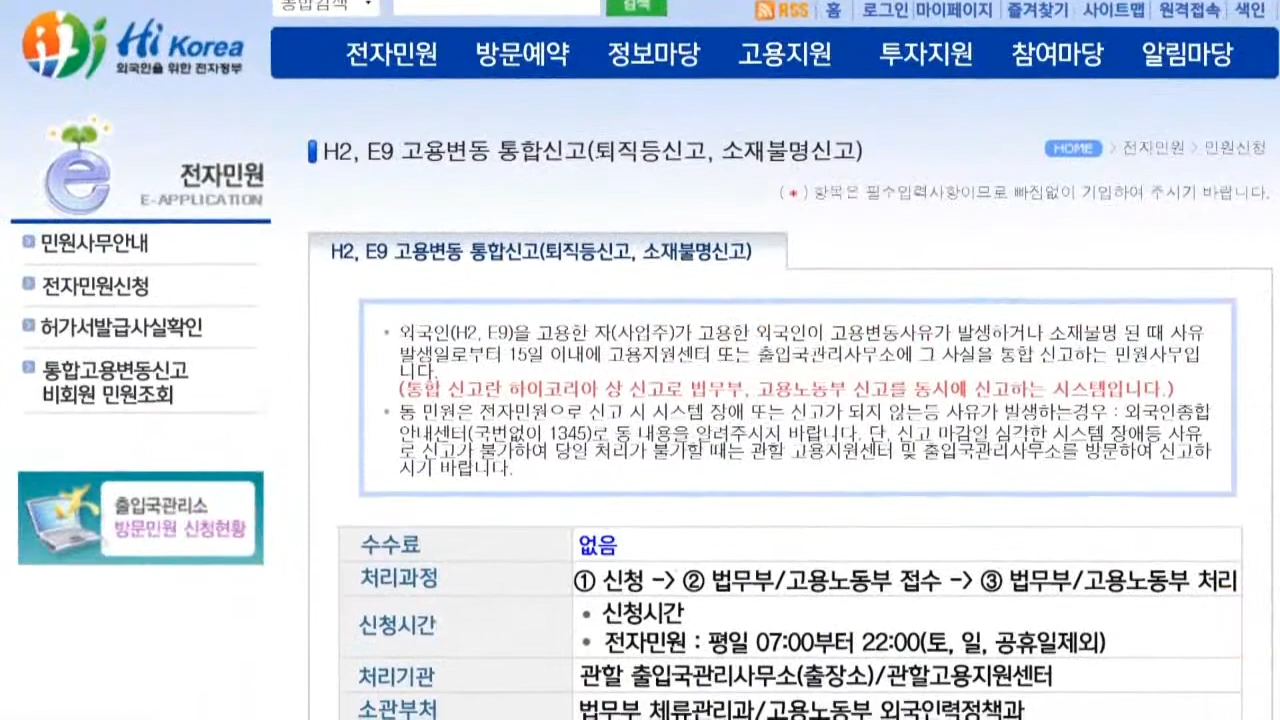 통합검색
검색
RSS 홈 로그인 마이페이지 즐겨찾기 사이트맵 원격접속 색인
Hi Korea
외국인을 위한 전자정부
전자민원 방문예약 정보마당 고용지원 투자지원 참여마당 알림마당
전자민원
E-APPLICATION
민원사무안내
전자민원신청
허가서발급사실확인
통합고용변동신고
비회원 민원조회
출입국관리소
방문민원 신청현황
H2, E9 고용변동 통합신고(퇴직등신고, 소재불명신고)
HOME > 전자민원 > 민원신청
( * ) 항목은 필수입력사항이므로 빠짐없이 기입하여 주시기 바랍니다.
H2, E9 고용변동 통합신고(퇴직등신고, 소재불명신고)
외국인(H2, E9)을 고용한 자(사업주)가 고용한 외국인이 고용변동사유가 발생하거나 소재불명 된 때 사유
발생일로부터 15일 이내에 고용지원센터 또는 출입국관리사무소에 그 사실을 통합 신고하는 민원사무입
니다.
(통합 신고란 하이코리아 상 신고로 법무부, 고용노동부 신고를 동시에 신고하는 시스템입니다.)
동 민원은 전자민원으로 신고 시 시스템 장애 또는 신고가 되지 않는등 사유가 발생하는경우 : 외국인종합
안내센터(국번없이 1345)로 동 내용을 알려주시지 바랍니다. 단, 신고 마감일 심각한 시스템 장애등 사유
로 신고가 불가하여 당일 처리가 불가할 때는 관할 고용지원센터 및 출입국관리사무소를 방문하여 신고하
시기 바랍니다.
수수료 없음
처리과정 ① 신청 -> ② 법무부/고용노동부 접수 -> ③ 법무부/고용노동부 처리
신청시간 • 신청시간
• 전자민원 : 평일 07:00부터 22:00(토, 일, 공휴일제외)
처리기관 관할 출입국관리사무소(출장소)/관할고용지원센터
소관부처 법무부 체류관리과/고용노동부 외국인력정책과